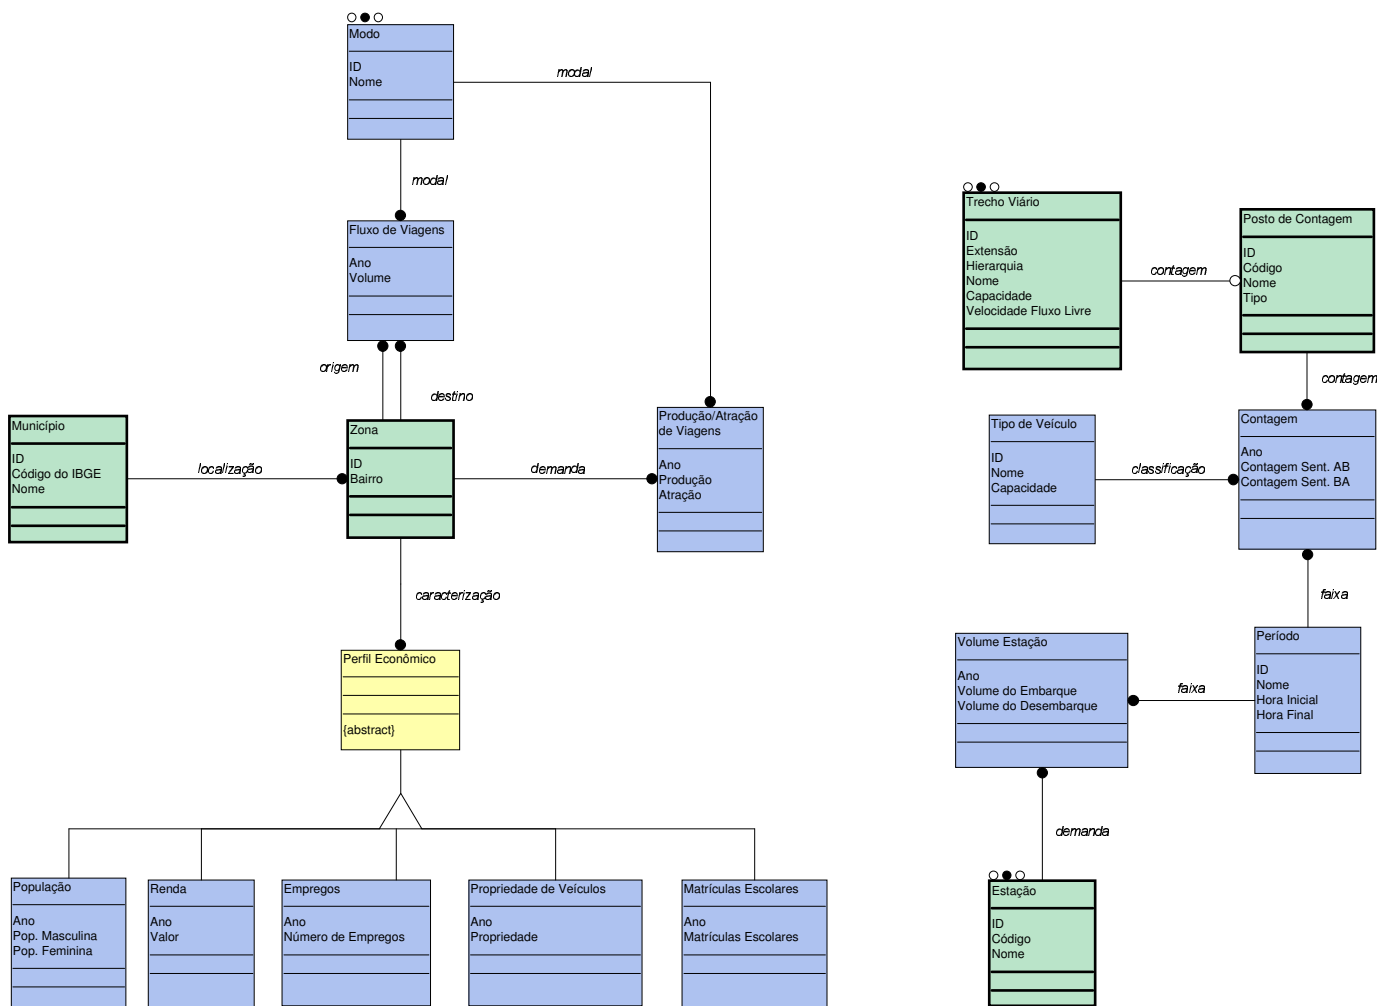 Modo
ID
Nome
modal
modal
Fluxo de Viagens
Ano
Volume
origem
destino
Município
ID
Código do IBGE
Nome
localização
Zona
ID
Bairro
demanda
Produção/Atração
de Viagens
Ano
Produção
Atração
caracterização
Perfil Econômico
{abstract}
População
Ano
Pop. Masculina
Pop. Feminina
Renda
Ano
Valor
Empregos
Ano
Número de Empregos
Propriedade de Veículos
Ano
Propriedade
Matrículas Escolares
Ano
Matrículas Escolares
Trecho Viário
ID
Extensão
Hierarquia
Nome
Capacidade
Velocidade Fluxo Livre
contagem
Posto de Contagem
ID
Código
Nome
Tipo
contagem
Tipo de Veículo
ID
Nome
Capacidade
classificação
Contagem
Ano
Contagem Sent. AB
Contagem Sent. BA
faixa
Volume Estação
Ano
Volume do Embarque
Volume do Desembarque
faixa
Período
ID
Nome
Hora Inicial
Hora Final
demanda
Estação
ID
Código
Nome